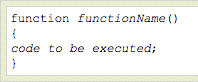 function functionName()
{
code to be executed;
}